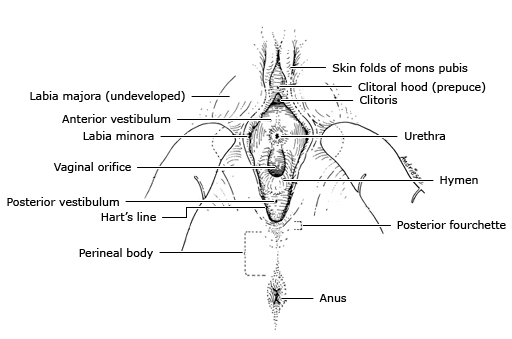 Skin folds of mons pubis
Clitoral hood (prepuce)
Labia majora (undeveloped)
Clitoris
Anterior vestibulum
Labia minora
Urethra
Vaginal orifice
Hymen
Posterior vestibulum
Hart's line
Posterior fourchette
Perineal body
Anus